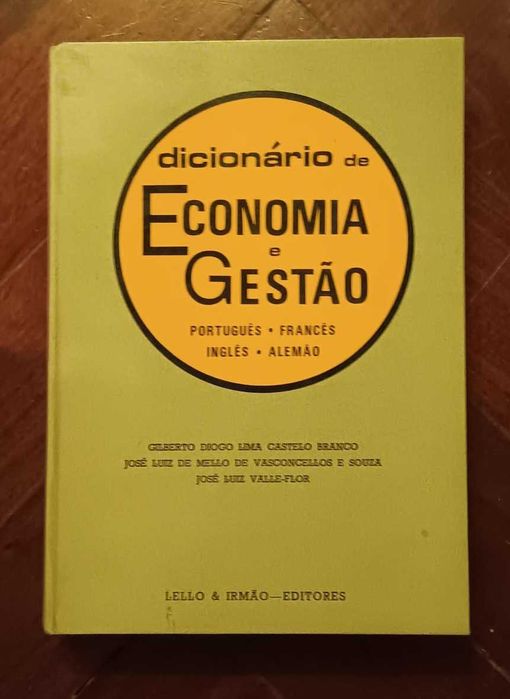 dicionário de
ECONOMIA
e
GESTÃO
PORTUGUÊS • FRANCÊS
INGLÊS • ALEMÃO
GILBERTO DIOGO LIMA CASTELO BRANCO
JOSÉ LUIZ DE MELLO DE VASCONCELLOS E SOUZA
JOSÉ LUIZ VALLE-FLOR
LELLO & IRMÃO—EDITORES